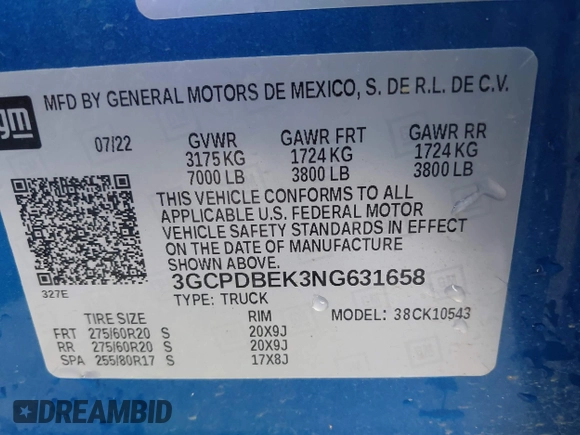 gm
MFD BY GENERAL MOTORS DE MEXICO, S. DE R.L. DE C.V.
07/22 GVWR GAWR FRT GAWR RR
3175 KG 1724 KG 1724 KG
7000 LB 3800 LB 3800 LB
THIS VEHICLE CONFORMS TO ALL
APPLICABLE U.S. FEDERAL MOTOR
VEHICLE SAFETY STANDARDS IN EFFECT
ON THE DATE OF MANUFACTURE
SHOWN ABOVE.
327E
3GCPDBEK3NG631658
TYPE: TRUCK MODEL: 38CK10543
TIRE SIZE RIM
FRT 275/60R20 S 20X9J
RR 275/60R20 S 20X9J
SPA 255/80R17 S 17X8J
DREAMBID